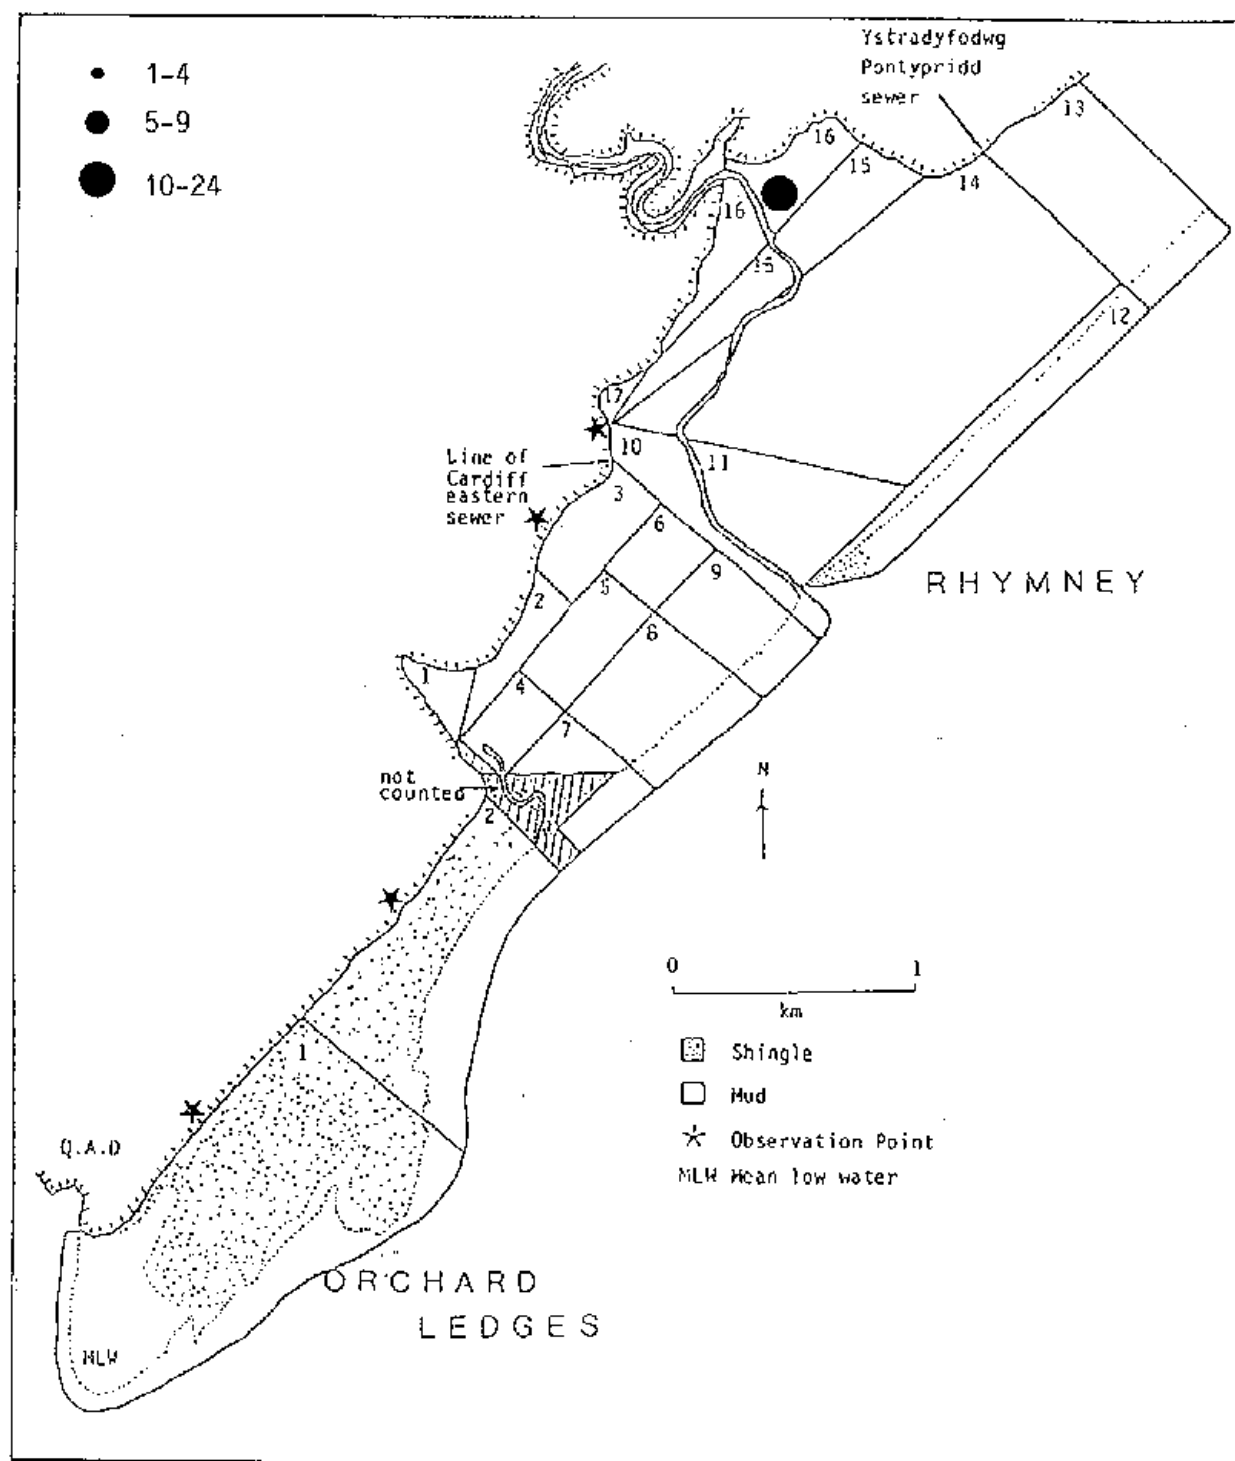 1-4
5-9
10-24
Ystradyfodwg
Pontypridd
sewer
13
16
15
14
16
15
12
17
10
11
Line of
Cardiff
eastern
sewer
3
6
9
5
2
8
RHYMNEY
1
4
7
N
not
counted
2
0
1
km
Shingle
1
Mud
Observation Point
Q.A.D
MLW Mean low water
ORCHARD
LEDGES
MLW